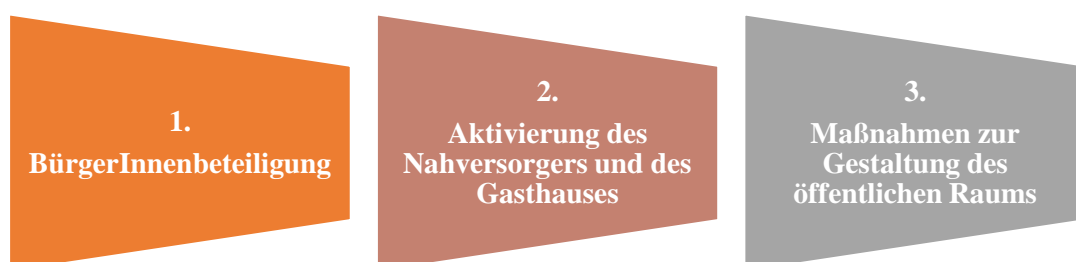 1.
BürgerInnenbeteiligung
2.
Aktivierung des
Nahversorgers und des
Gasthauses
3.
Maßnahmen zur
Gestaltung des
öffentlichen Raums